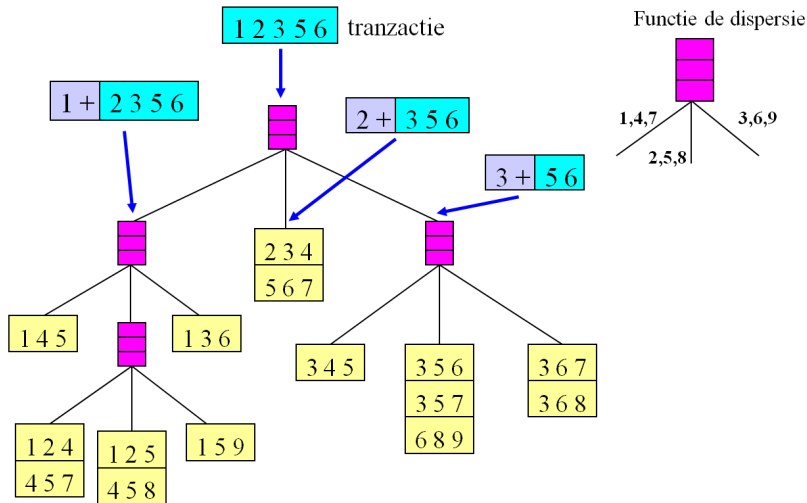 1 2 3 5 6 tranzactie
Functie de dispersie
1 + 2 3 5 6
2 + 3 5 6
1,4,7
3,6,9
2,5,8
3 + 5 6
2 3 4
5 6 7
1 4 5
1 3 6
3 4 5
3 5 6
3 6 7
3 5 7
3 6 8
6 8 9
1 2 4
1 2 5
1 5 9
4 5 7
4 5 8